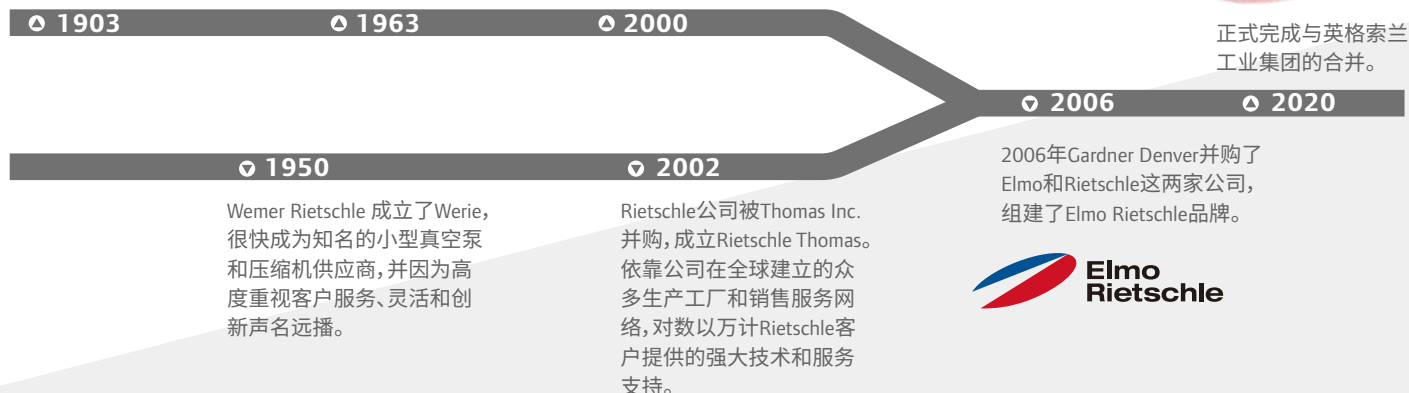 1903
1963
2000
正式完成与英格索兰
工业集团的合并。
2006
2020
1950
2002
Wemer Rietschle 成立了Werie，
很快成为知名的小型真空泵
和压缩机供应商，并因为高
度重视客户服务、灵活和创
新声名远播。
Rietschle公司被Thomas Inc.
并购，成立Rietschle Thomas。
依靠公司在全球建立的众
多生产工厂和销售服务网
络，对数以万计Rietschle客
户提供的强大技术和服务
支持。
2006年Gardner Denver并购了
Elmo和Rietschle这两家公司，
组建了Elmo Rietschle品牌。
Elmo
Rietschle